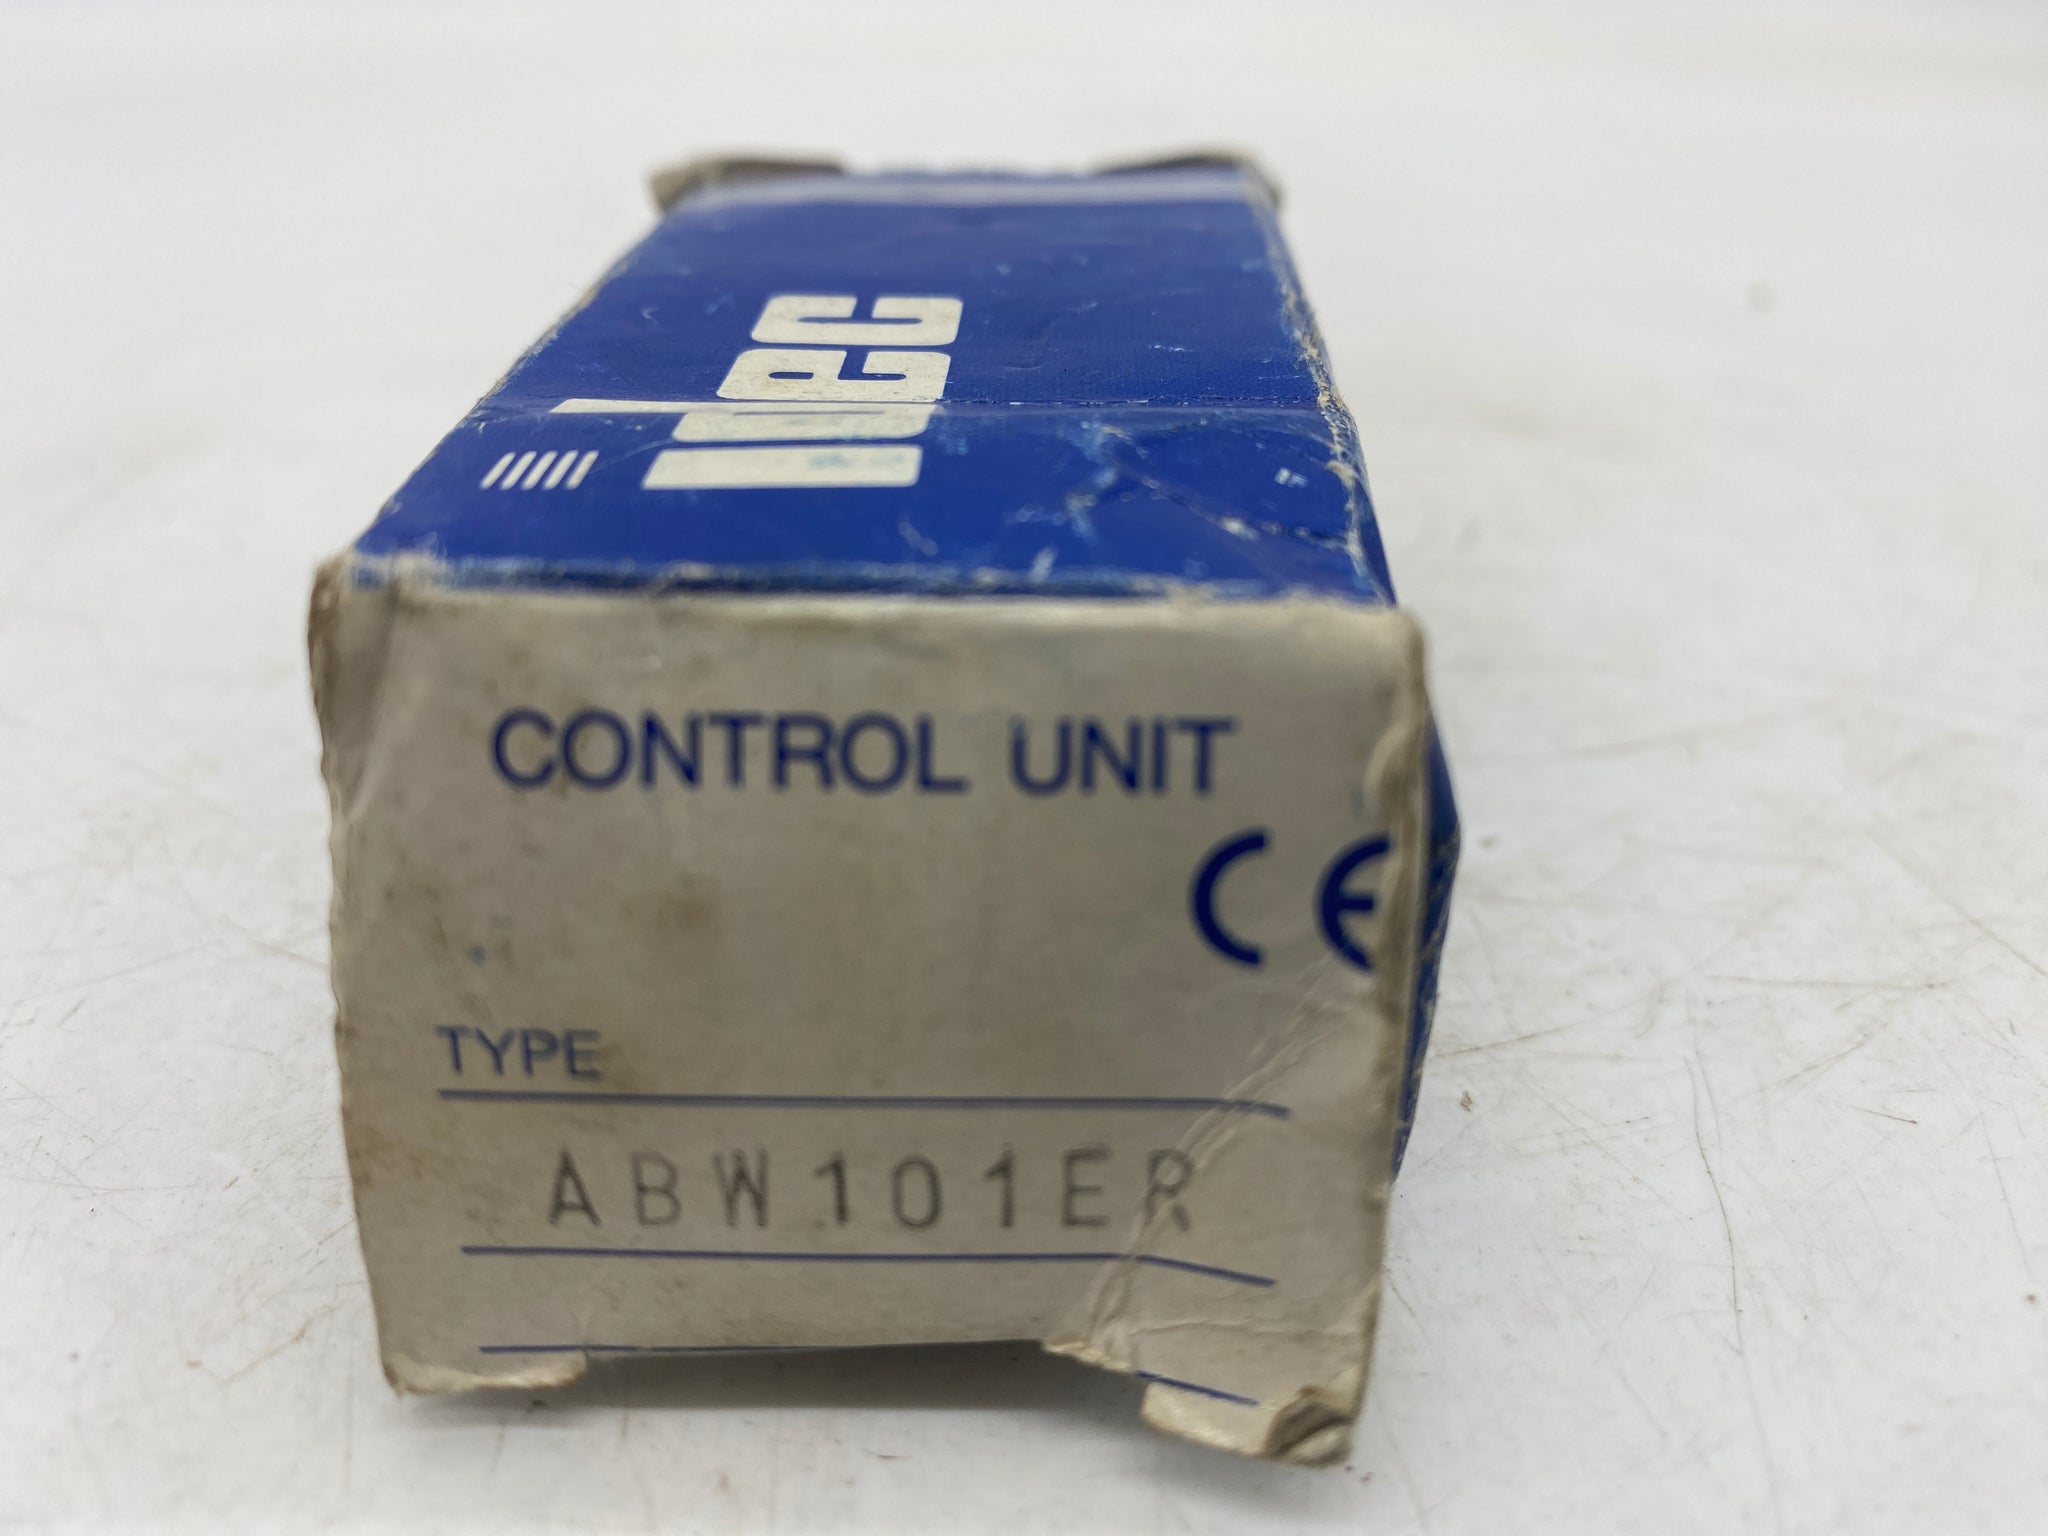 IDEC
CONTROL UNIT
CE
TYPE
ABW101ER